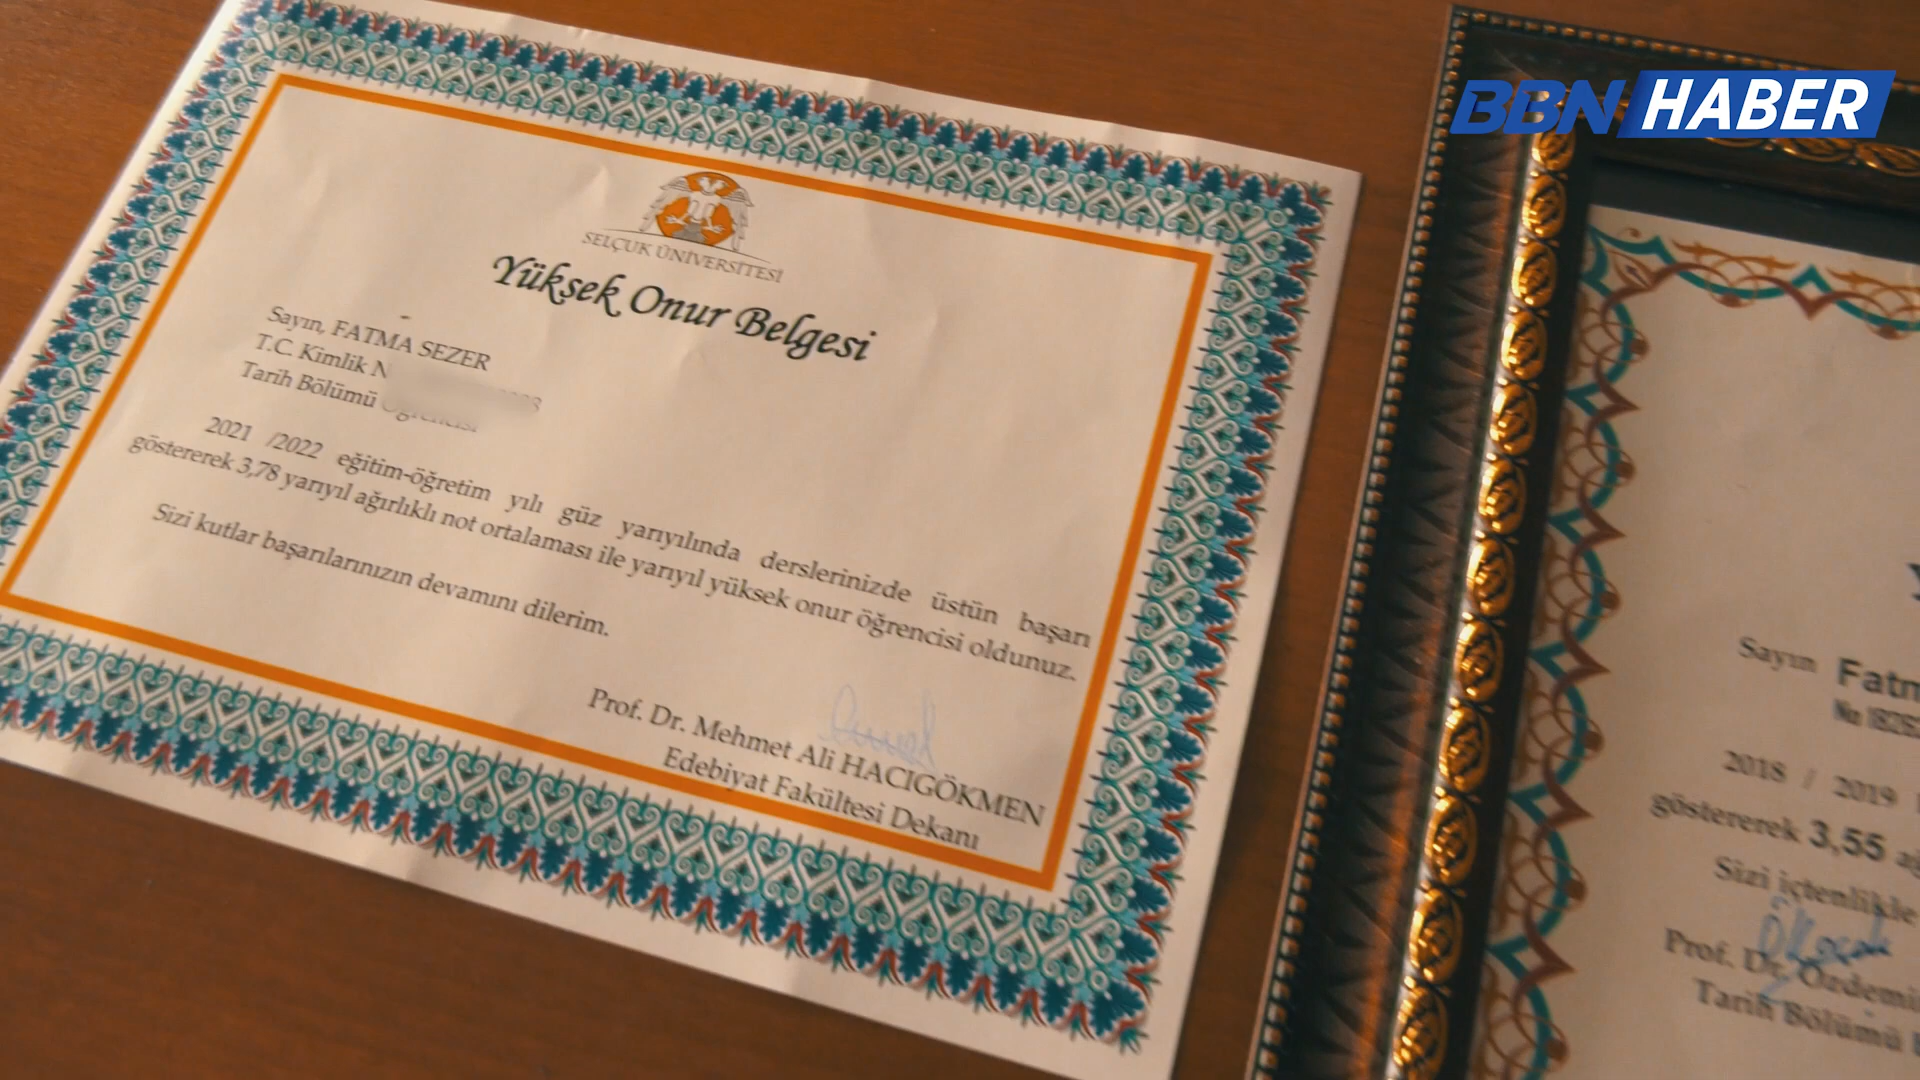 BBN HABER
SELÇUK ÜNİVERSİTESİ
Yüksek Onur Belgesi
Sayın, FATMA SEZER
T.C. Kimlik N
Tarih Bölümü Öğrencisi
2021 /2022 eğitim-öğretim yılı güz yarıyılında derslerinizde üstün başarı
göstererek 3,78 yarıyıl ağırlıklı not ortalaması ile yarıyıl yüksek onur öğrencisi oldunuz.
Sizi kutlar başarılarınızın devamını dilerim.
Prof. Dr. Mehmet Ali HACIGÖKMEN
Edebiyat Fakültesi Dekanı
Sayın Fatm
No
2018 / 2019
göstererek 3,55
Sizi içtenlikle
Prof. Dr. Özdemi
Tarih Bölümü